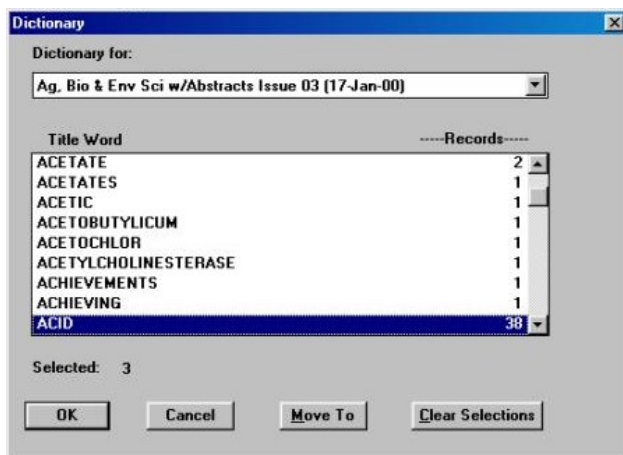 Dictionary
Dictionary for:
Ag, Bio & Env Sci w/Abstracts Issue 03 (17-Jan-00)
Title Word -----Records-----
ACETATE 2
ACETATES 1
ACETIC 1
ACETOBUTYLICUM 1
ACETOCHLOR 1
ACETYLCHOLINESTERASE 1
ACHIEVEMENTS 1
ACHIEVING 1
ACID 38
Selected: 3
OK Cancel Move To Clear Selections